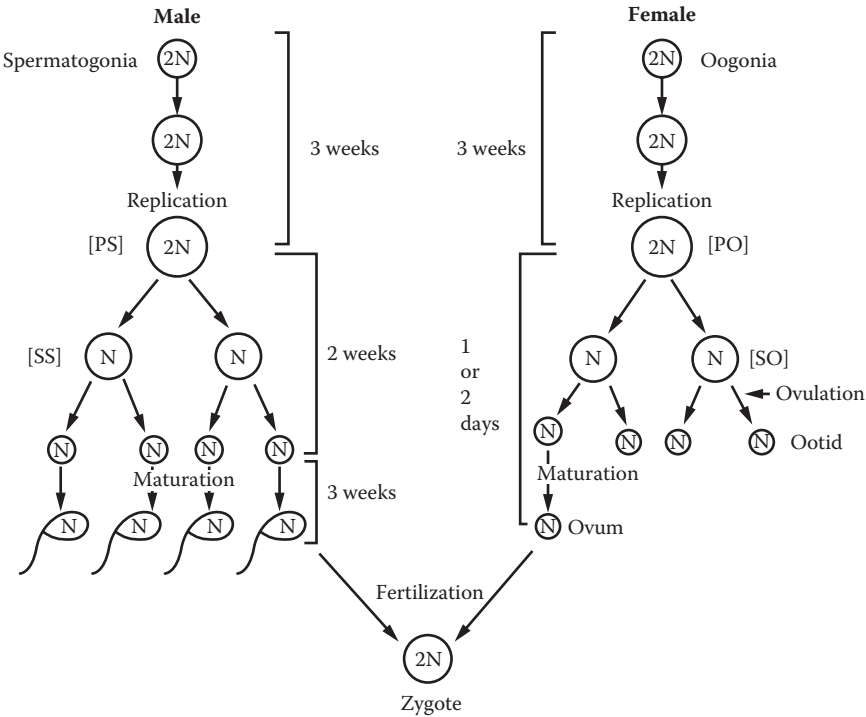 Male
Female
Spermatogonia
2N
2N
Oogonia
2N
2N
3 weeks
3 weeks
Replication
Replication
[PS]
2N
2N
[PO]
[SS]
N
N
2 weeks
1
or
2
days
N
N
[SO]
Ovulation
N
N
N
N
N
N
N
N
Ootid
Maturation
Maturation
3 weeks
N
N
N
N
N
Ovum
Fertilization
2N
Zygote